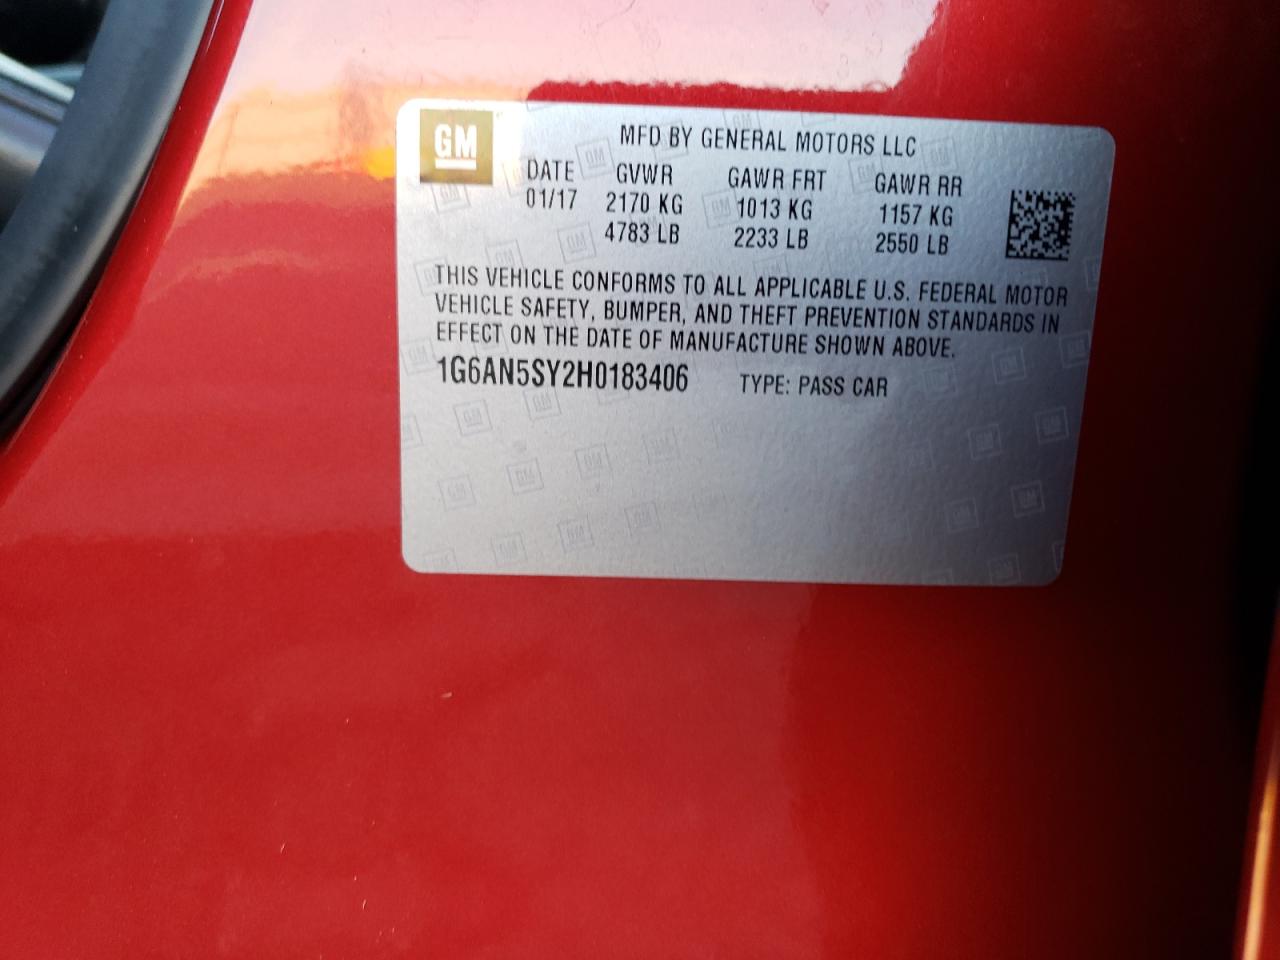 GM
MFD BY GENERAL MOTORS LLC
DATE GVWR GAWR FRT GAWR RR
01/17 2170 KG 1013 KG 1157 KG
4783 LB 2233 LB 2550 LB
THIS VEHICLE CONFORMS TO ALL APPLICABLE U.S. FEDERAL MOTOR
VEHICLE SAFETY, BUMPER, AND THEFT PREVENTION STANDARDS IN
EFFECT ON THE DATE OF MANUFACTURE SHOWN ABOVE.
1G6AN5SY2H0183406 TYPE: PASS CAR